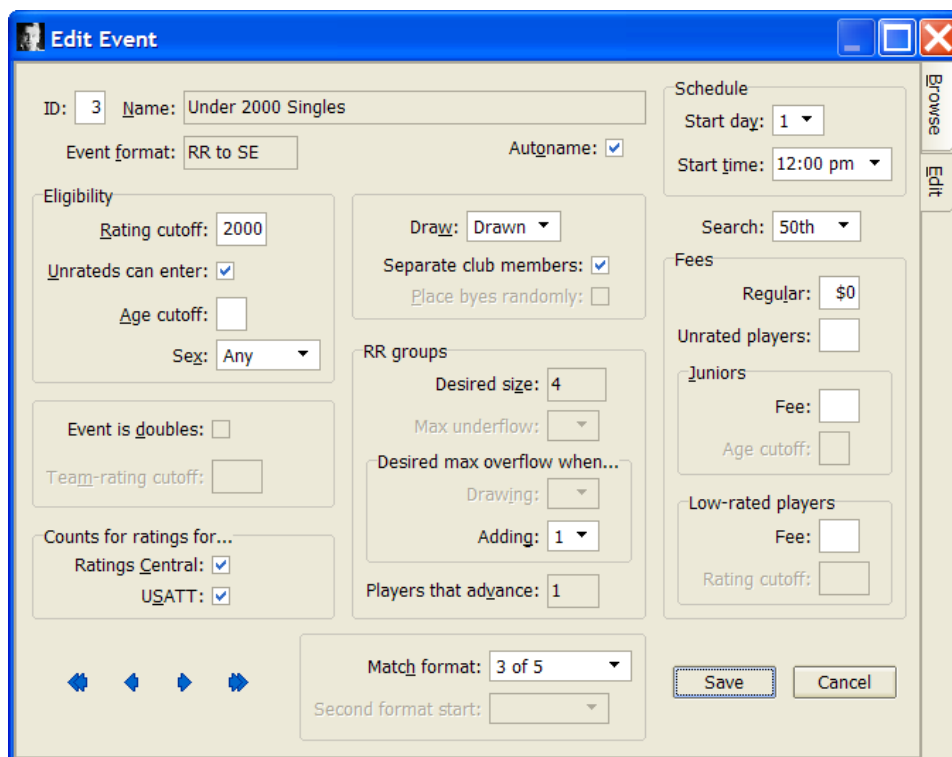 Edit Event
Browse
Edit
ID: 3 Name: Under 2000 Singles
Event format: RR to SE
Autoname:
Schedule
Start day: 1
Start time: 12:00 pm
Eligibility
Rating cutoff: 2000
Unrateds can enter:
Age cutoff:
Sex: Any
Draw: Drawn
Separate club members:
Place byes randomly:
Search: 50th
Fees
Regular: $0
Unrated players:
Juniors
Fee:
Age cutoff:
Low-rated players
Fee:
Rating cutoff:
RR groups
Desired size: 4
Max underflow:
Desired max overflow when...
Drawing:
Adding: 1
Players that advance: 1
Event is doubles:
Team-rating cutoff:
Counts for ratings for...
Ratings Central:
USATT:
Match format: 3 of 5
Second format start:
Save
Cancel